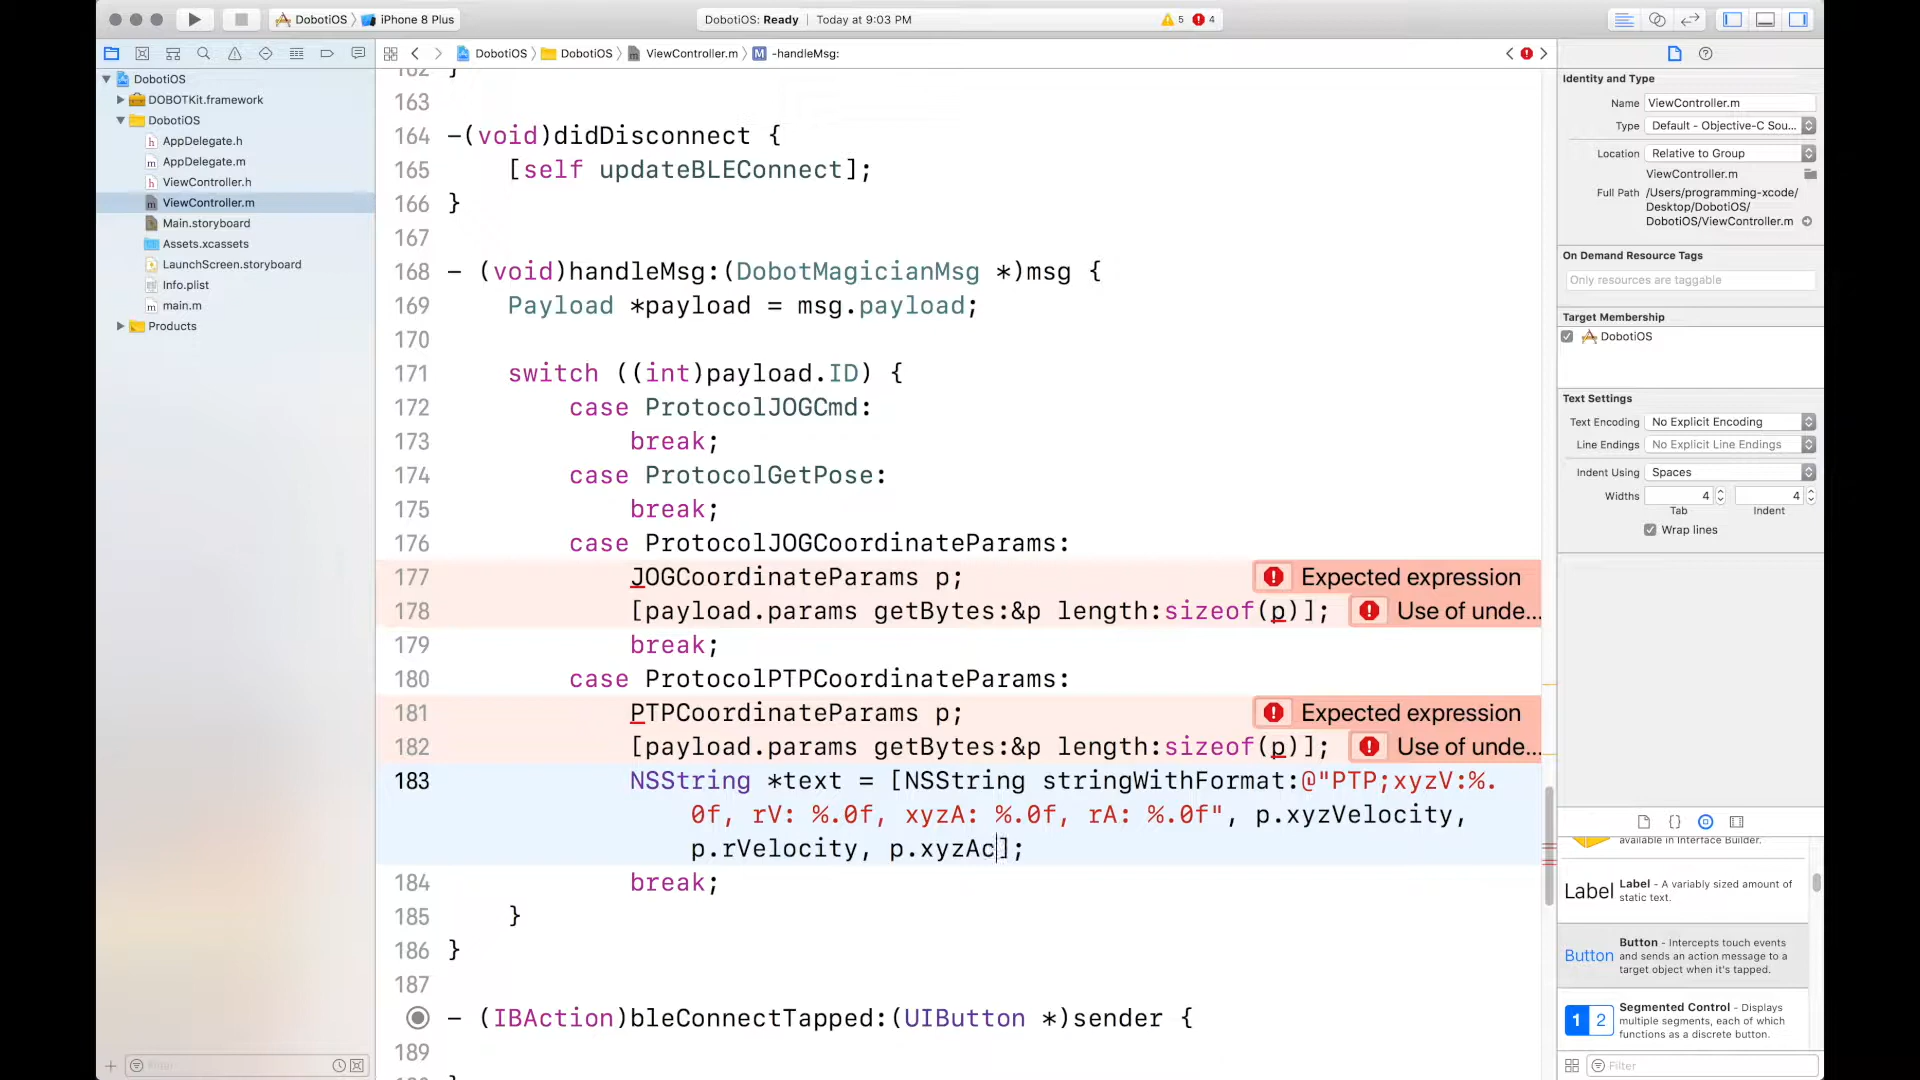 DobotiOS 〉 iPhone 8 Plus
DobotiOS: Ready | Today at 9:03 PM
5 4
DobotiOS 〉 DobotiOS 〉 ViewController.m 〉 M -handleMsg:
DobotiOS
DOBOTKit.framework
DobotiOS
AppDelegate.h
AppDelegate.m
ViewController.h
ViewController.m
Main.storyboard
Assets.xcassets
LaunchScreen.storyboard
Info.plist
main.m
Products
Filter
162 }
163
164 -(void)didDisconnect {
165 [self updateBLEConnect];
166 }
167
168 - (void)handleMsg:(DobotMagicianMsg *)msg {
169 Payload *payload = msg.payload;
170
171 switch ((int)payload.ID) {
172 case ProtocolJOGCmd:
173 break;
174 case ProtocolGetPose:
175 break;
176 case ProtocolJOGCoordinateParams:
177 JOGCoordinateParams p; Expected expression
178 [payload.params getBytes:&p length:sizeof(p)]; Use of unde...
179 break;
180 case ProtocolPTPCoordinateParams:
181 PTPCoordinateParams p; Expected expression
182 [payload.params getBytes:&p length:sizeof(p)]; Use of unde...
183 NSString *text = [NSString stringWithFormat:@"PTP;xyzV:%.
0f, rV: %.0f, xyzA: %.0f, rA: %.0f", p.xyzVelocity,
p.rVelocity, p.xyzAc];
184 break;
185 }
186 }
187
- (IBAction)bleConnectTapped:(UIButton *)sender {
189
Identity and Type
Name ViewController.m
Type Default - Objective-C Sou...
Location Relative to Group
ViewController.m
Full Path /Users/programming-xcode/
Desktop/DobotiOS/
DobotiOS/ViewController.m
On Demand Resource Tags
Only resources are taggable
Target Membership
DobotiOS
Text Settings
Text Encoding No Explicit Encoding
Line Endings No Explicit Line Endings
Indent Using Spaces
Widths 4 4
Tab Indent
Wrap lines
available in Interface Builder.
Label Label - A variably sized amount of
static text.
Button Button - Intercepts touch events
and sends an action message to a
target object when it's tapped.
1 2 Segmented Control - Displays
multiple segments, each of which
functions as a discrete button.
Filter